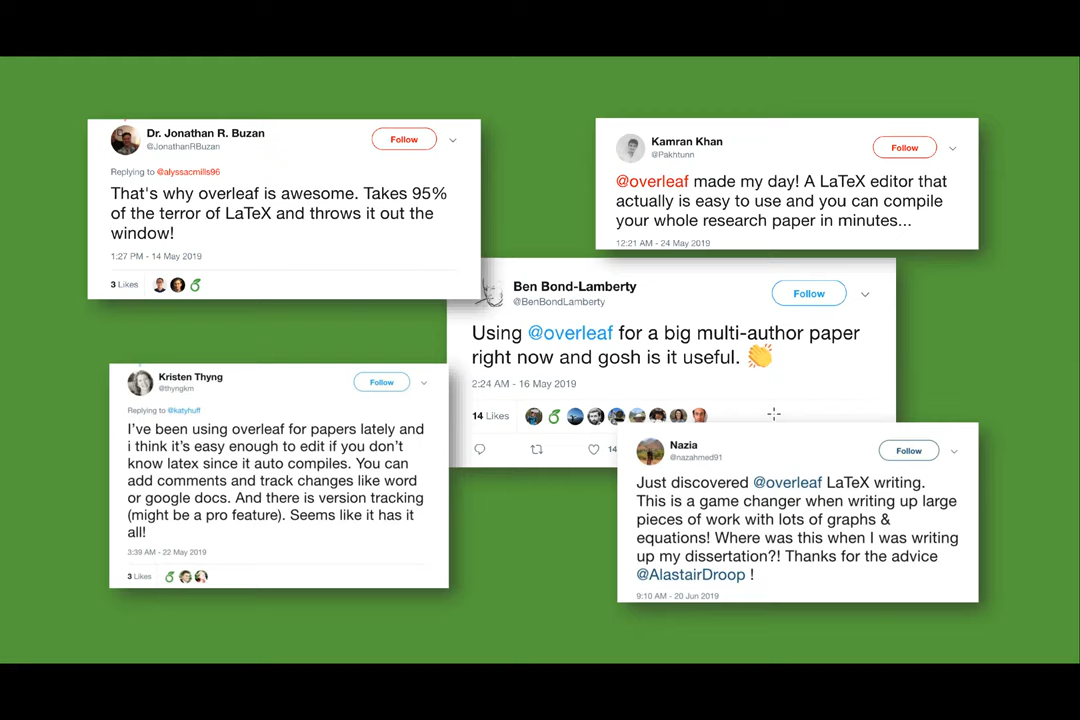 Dr. Jonathan R. Buzan
@JonathanRBuzan
Follow
Replying to @alyssacmills96
That's why overleaf is awesome. Takes 95%
of the terror of LaTeX and throws it out the
window!
1:27 PM - 14 May 2019
3 Likes
Kamran Khan
@Pakhtunn
Follow
@overleaf made my day! A LaTeX editor that
actually is easy to use and you can compile
your whole research paper in minutes...
12:21 AM - 24 May 2019
Ben Bond-Lamberty
@BenBondLamberty
Follow
Using @overleaf for a big multi-author paper
right now and gosh is it useful. 👏
2:24 AM - 16 May 2019
14 Likes
14
Kristen Thyng
@thyngkm
Follow
Replying to @katyhuff
I've been using overleaf for papers lately and
i think it's easy enough to edit if you don't
know latex since it auto compiles. You can
add comments and track changes like word
or google docs. And there is version tracking
(might be a pro feature). Seems like it has it
all!
3:39 AM - 22 May 2019
3 Likes
Nazia
@nazahmed91
Follow
Just discovered @overleaf LaTeX writing.
This is a game changer when writing up large
pieces of work with lots of graphs &
equations! Where was this when I was writing
up my dissertation?! Thanks for the advice
@AlastairDroop !
9:10 AM - 20 Jun 2019